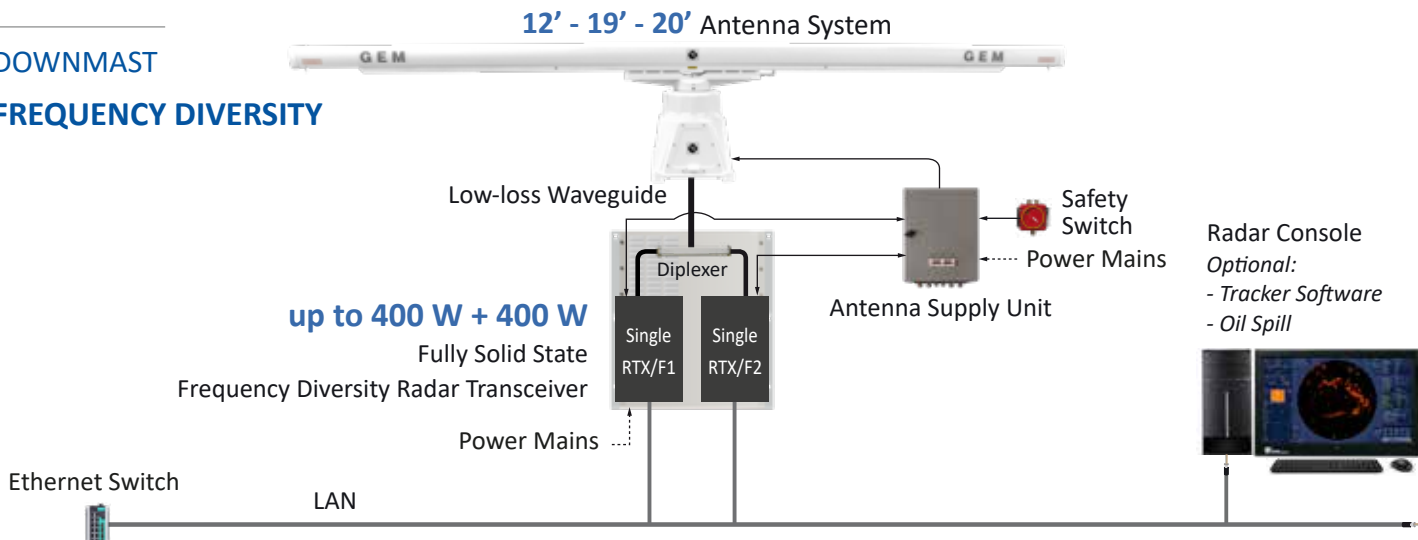 12’ - 19’ - 20’ Antenna System
DOWNMAST
FREQUENCY DIVERSITY
GEM
GEM
Low-loss Waveguide
Safety
Switch
Power Mains
Diplexer
Antenna Supply Unit
Radar Console
Optional:
- Tracker Software
- Oil Spill
up to 400 W + 400 W
Fully Solid State
Frequency Diversity Radar Transceiver
Single
RTX/F1
Single
RTX/F2
Power Mains
Ethernet Switch
LAN